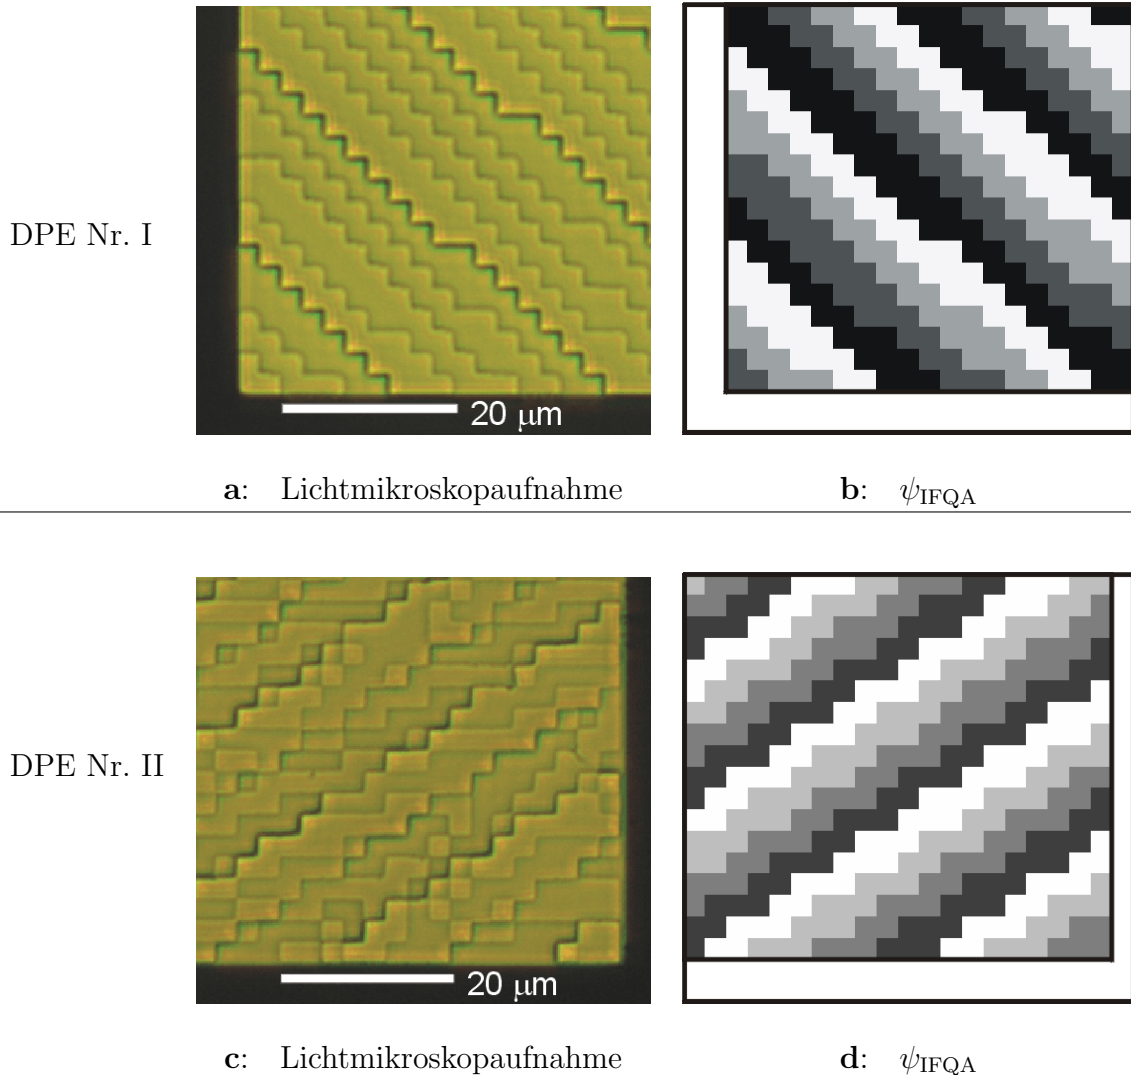 DPE Nr. I
20 μm
a: Lichtmikroskopaufnahme
b: ψIFQA
DPE Nr. II
20 μm
c: Lichtmikroskopaufnahme
d: ψIFQA